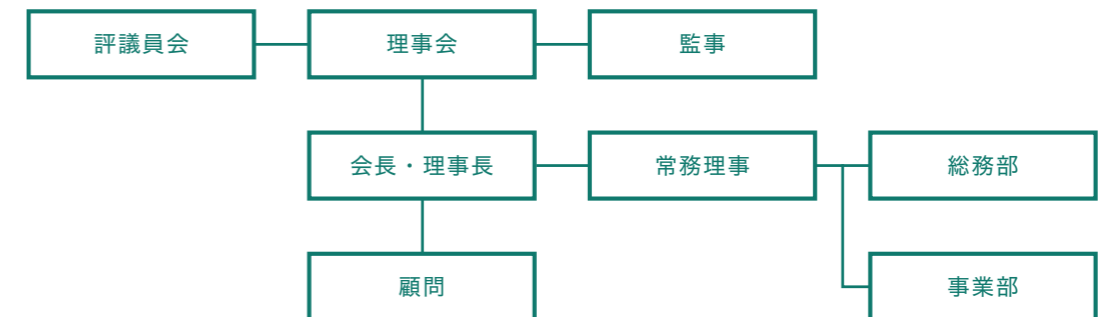 評議員会
理事会
監事
会長・理事長
常務理事
総務部
顧問
事業部